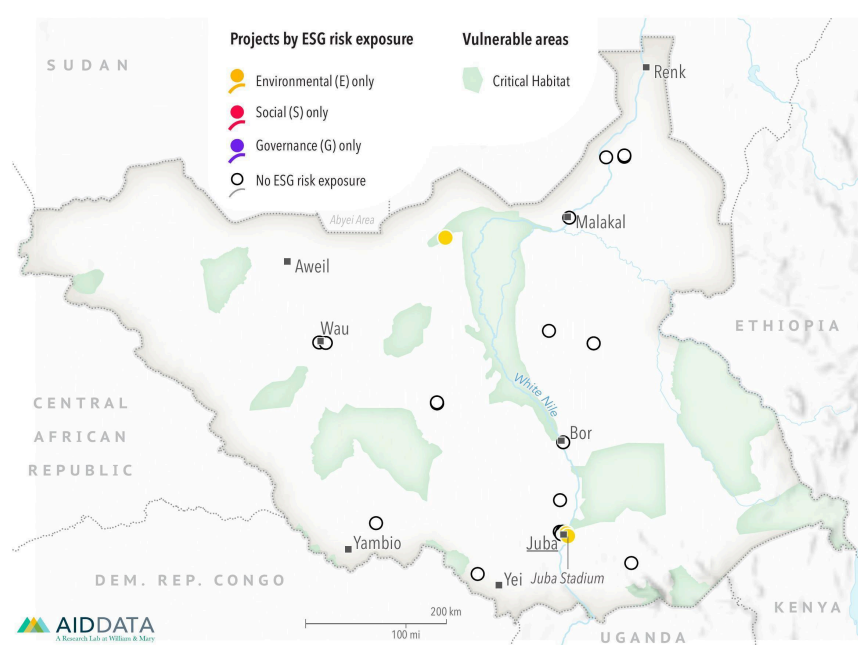 Projects by ESG risk exposure
Environmental (E) only
Social (S) only
Governance (G) only
No ESG risk exposure
Vulnerable areas
Critical Habitat
SUDAN
Renk
Abyei Area
Malakal
Aweil
Wau
ETHIOPIA
White Nile
CENTRAL
AFRICAN
REPUBLIC
Bor
Juba
Yambio
Juba Stadium
Yei
DEM. REP. CONGO
KENYA
UGANDA
200 km
100 mi
AIDDATA
A Research Lab at William & Mary